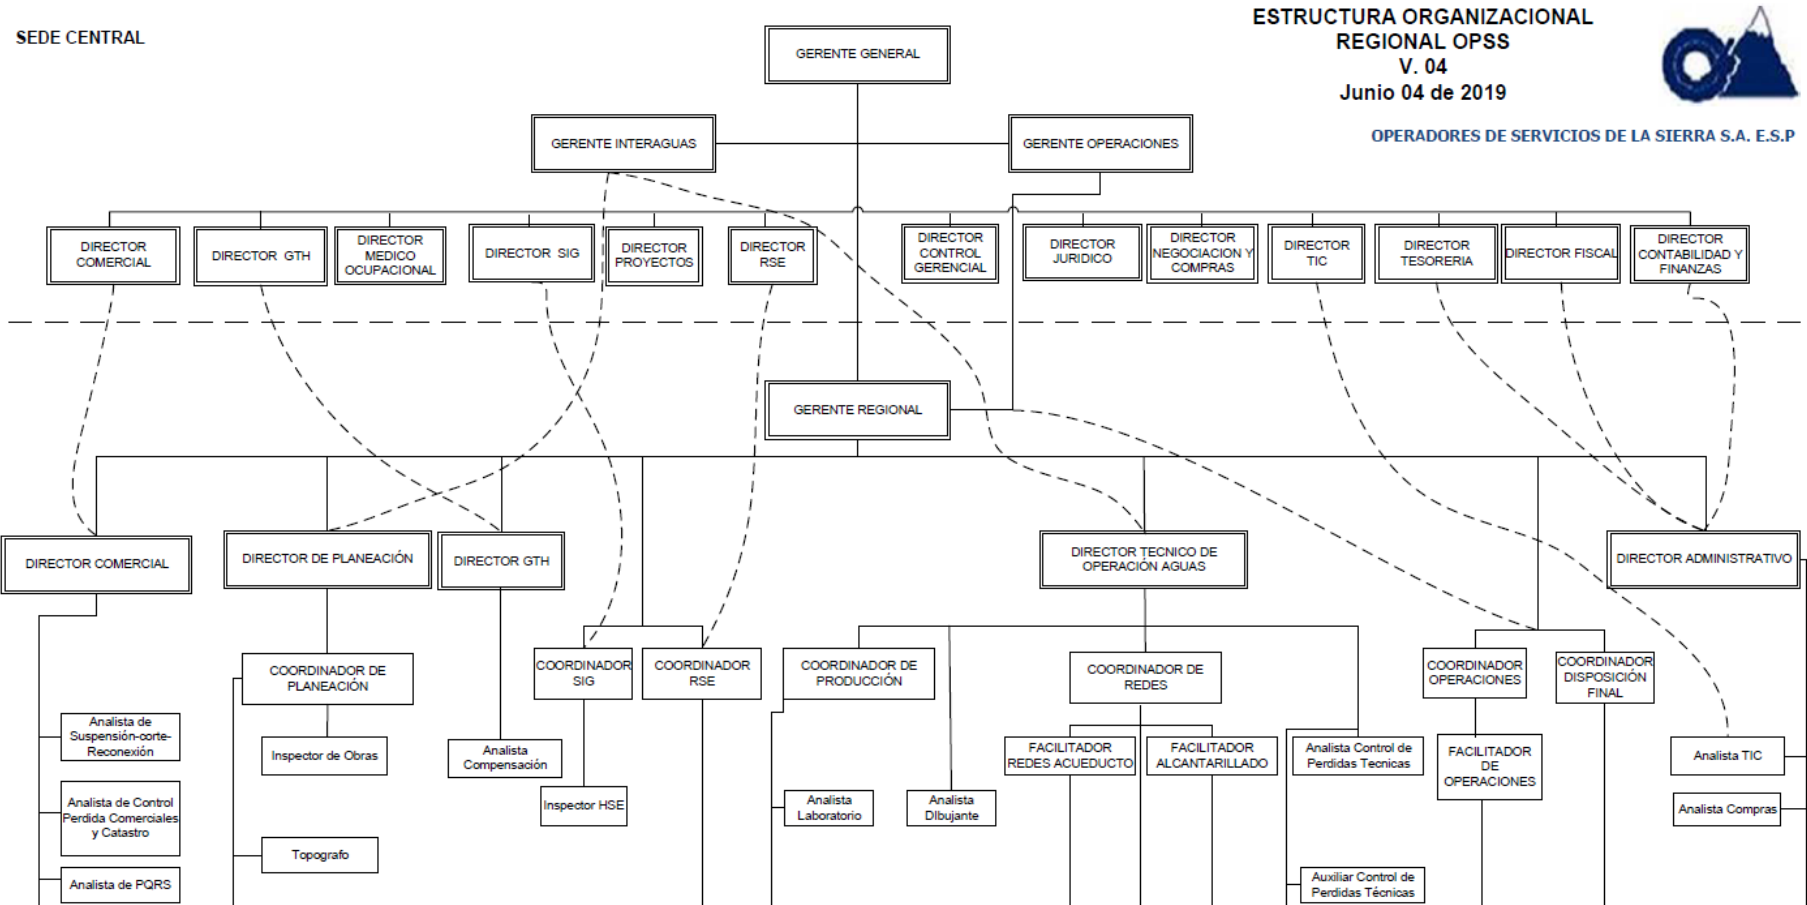 SEDE CENTRAL
ESTRUCTURA ORGANIZACIONAL
REGIONAL OPSS
V. 04
Junio 04 de 2019
OPERADORES DE SERVICIOS DE LA SIERRA S.A. E.S.P
GERENTE GENERAL
GERENTE INTERAGUAS
GERENTE OPERACIONES
DIRECTOR
COMERCIAL
DIRECTOR GTH
DIRECTOR
MEDICO
OCUPACIONAL
DIRECTOR SIG
DIRECTOR
PROYECTOS
DIRECTOR
RSE
DIRECTOR
CONTROL
GERENCIAL
DIRECTOR
JURIDICO
DIRECTOR
NEGOCIACION Y
COMPRAS
DIRECTOR
TIC
DIRECTOR
TESORERIA
DIRECTOR FISCAL
DIRECTOR
CONTABILIDAD Y
FINANZAS
GERENTE REGIONAL
DIRECTOR COMERCIAL
DIRECTOR DE PLANEACIÓN
DIRECTOR GTH
DIRECTOR TECNICO DE
OPERACIÓN AGUAS
DIRECTOR ADMINISTRATIVO
COORDINADOR DE
PLANEACIÓN
COORDINADOR
SIG
COORDINADOR
RSE
COORDINADOR DE
PRODUCCIÓN
COORDINADOR DE
REDES
COORDINADOR
OPERACIONES
COORDINADOR
DISPOSICIÓN
FINAL
Analista de
Suspensión-corte-
Reconexión
Inspector de Obras
Analista
Compensación
FACILITADOR
REDES ACUEDUCTO
FACILITADOR
ALCANTARILLADO
Analista Control de
Perdidas Tecnicas
FACILITADOR
DE
OPERACIONES
Analista TIC
Analista de Control
Perdida Comerciales
y Catastro
Inspector HSE
Analista
Laboratorio
Analista
DIbujante
Analista Compras
Topografo
Analista de PQRS
Auxiliar Control de
Perdidas Técnicas